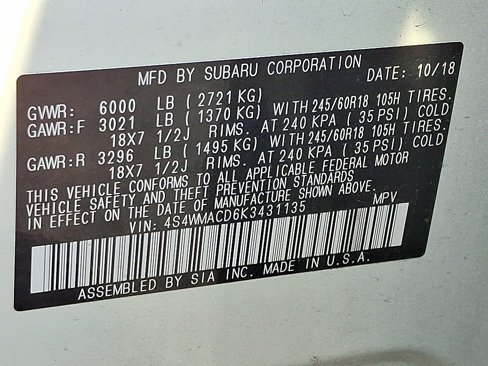 MFD BY SUBARU CORPORATION DATE: 10/18
GVWR: 6000 LB ( 2721 KG)
GAWR:F 3021 LB ( 1370 KG) WITH 245/60R18 105H TIRES.
18X7 1/2J RIMS. AT 240 KPA ( 35 PSI) COLD
GAWR:R 3296 LB ( 1495 KG) WITH 245/60R18 105H TIRES.
18X7 1/2J RIMS. AT 240 KPA ( 35 PSI) COLD
THIS VEHICLE CONFORMS TO ALL APPLICABLE FEDERAL MOTOR
VEHICLE SAFETY AND THEFT PREVENTION STANDARDS
IN EFFECT ON THE DATE OF MANUFACTURE SHOWN ABOVE.
VIN: 4S4WMACD6K3431135 MPV
ASSEMBLED BY SIA INC. MADE IN U.S.A.